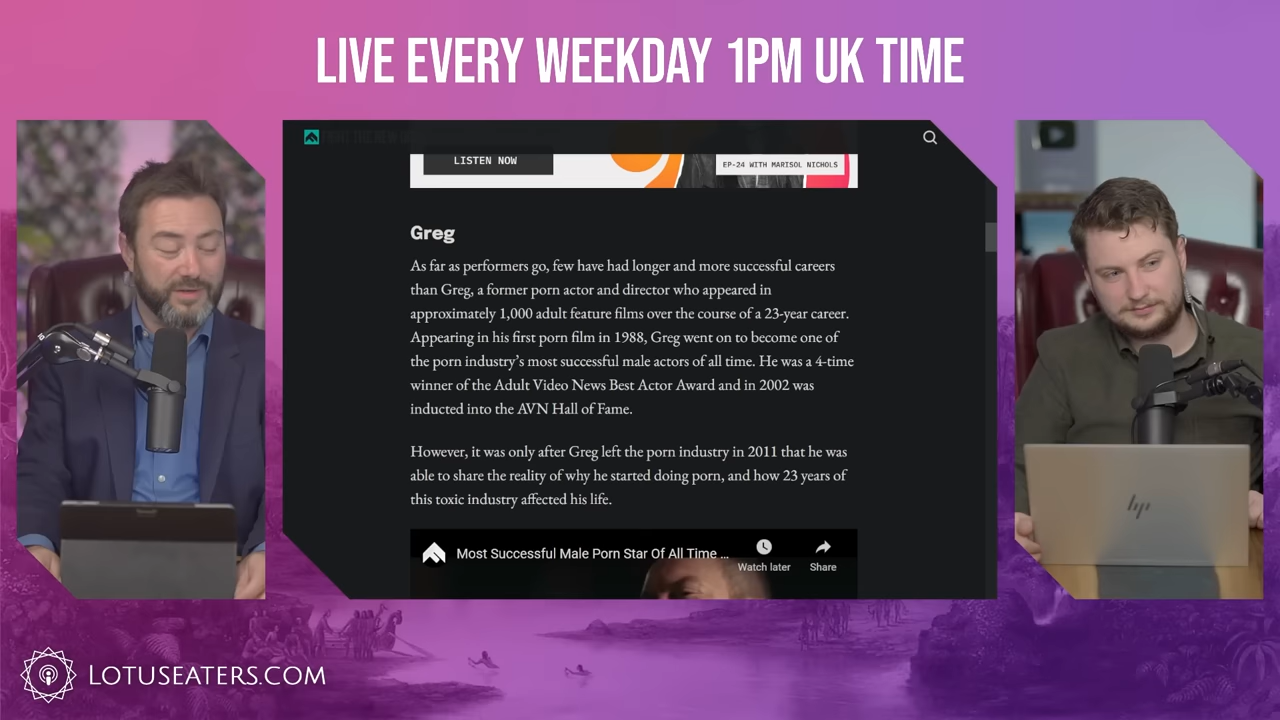 LIVE EVERY WEEKDAY 1PM UK TIME
LISTEN NOW
EP-24 WITH MARISOL NICHOLS
Greg
As far as performers go, few have had longer and more successful careers
than Greg, a former porn actor and director who appeared in
approximately 1,000 adult feature films over the course of a 23-year career.
Appearing in his first porn film in 1988, Greg went on to become one of
the porn industry's most successful male actors of all time. He was a 4-time
winner of the Adult Video News Best Actor Award and in 2002 was
inducted into the AVN Hall of Fame.
However, it was only after Greg left the porn industry in 2011 that he was
able to share the reality of why he started doing porn, and how 23 years of
this toxic industry affected his life.
Most Successful Male Porn Star Of All Time ...
Watch later
Share
hp
LOTUSEATERS.COM